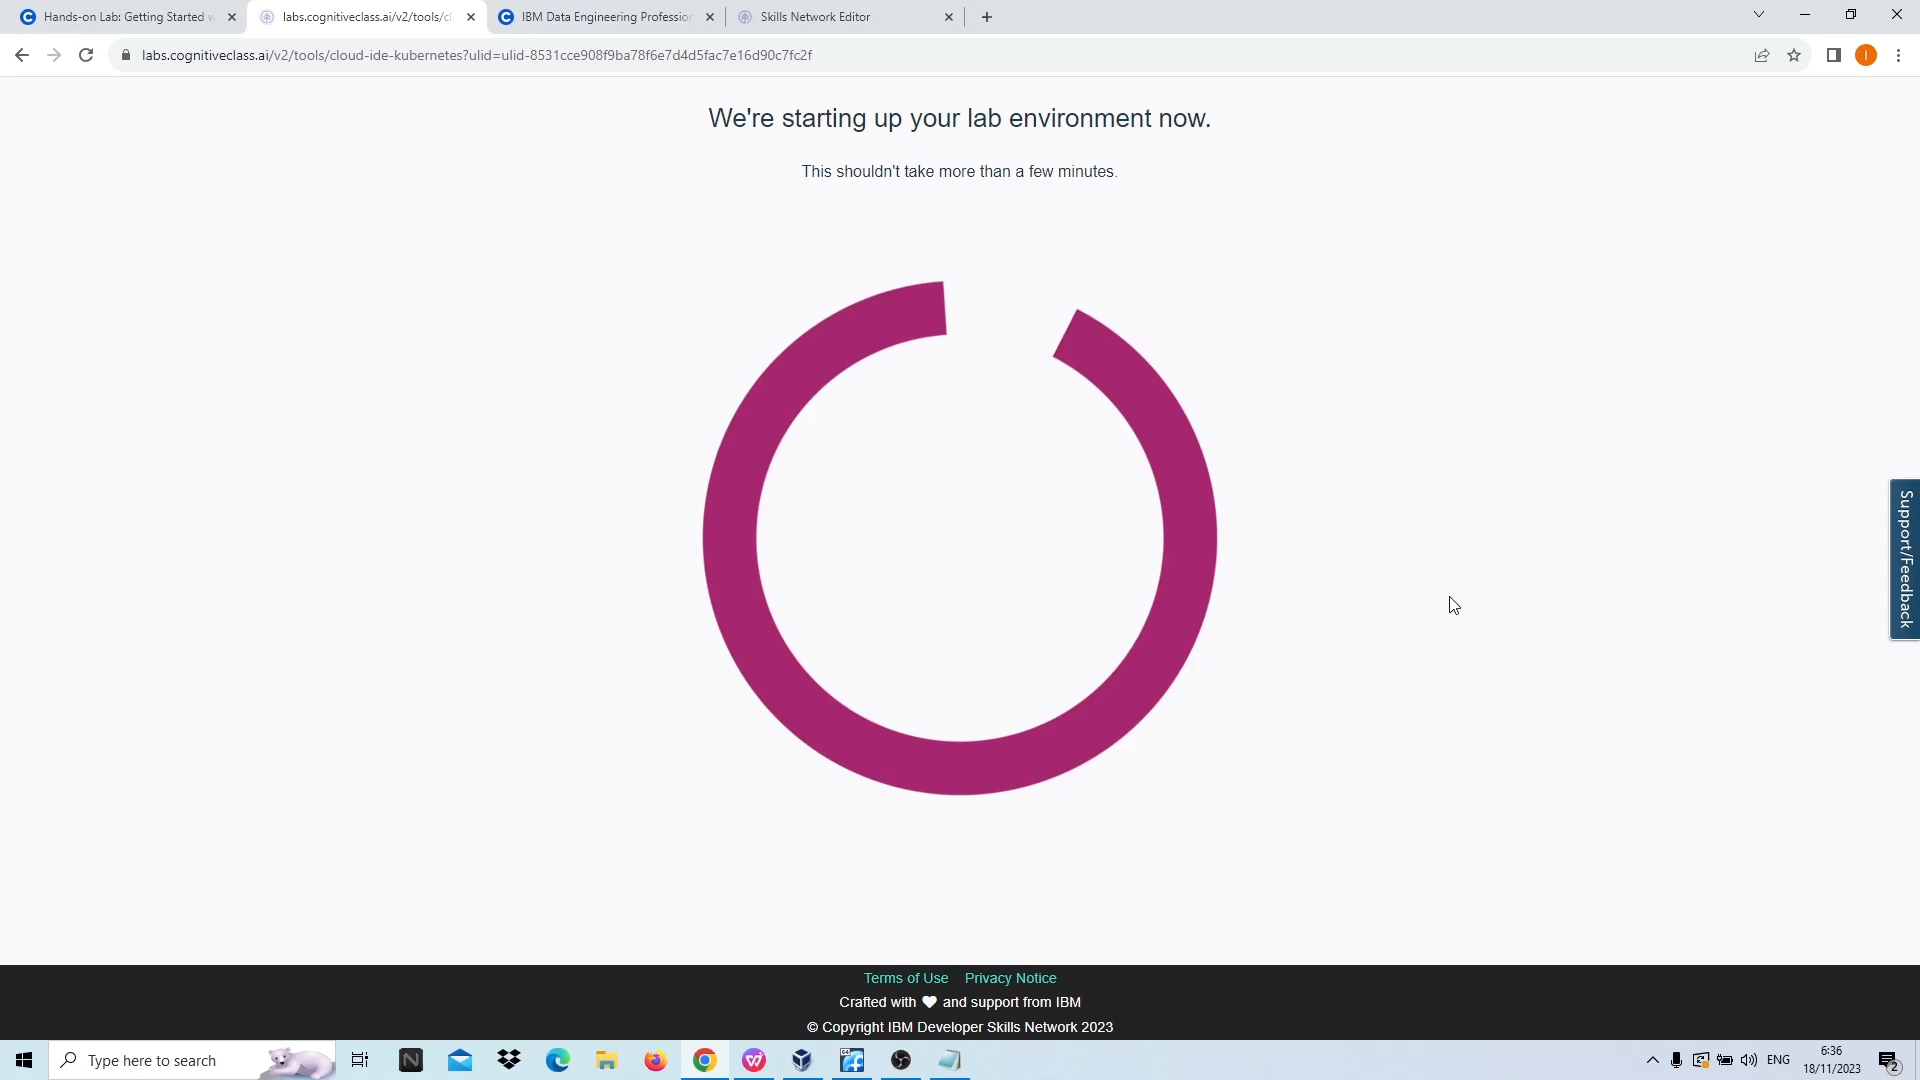 Hands-on Lab: Getting Started w
labs.cognitiveclass.ai/v2/tools/cl
IBM Data Engineering Profession
Skills Network Editor
labs.cognitiveclass.ai/v2/tools/cloud-ide-kubernetes?ulid=ulid-8531cce908f9ba78f6e7d4d5fac7e16d90c7fc2f
I
We're starting up your lab environment now.
This shouldn't take more than a few minutes.
Support/Feedback
Terms of Use Privacy Notice
Crafted with ♥ and support from IBM
© Copyright IBM Developer Skills Network 2023
Type here to search
ENG
6:36
18/11/2023
2